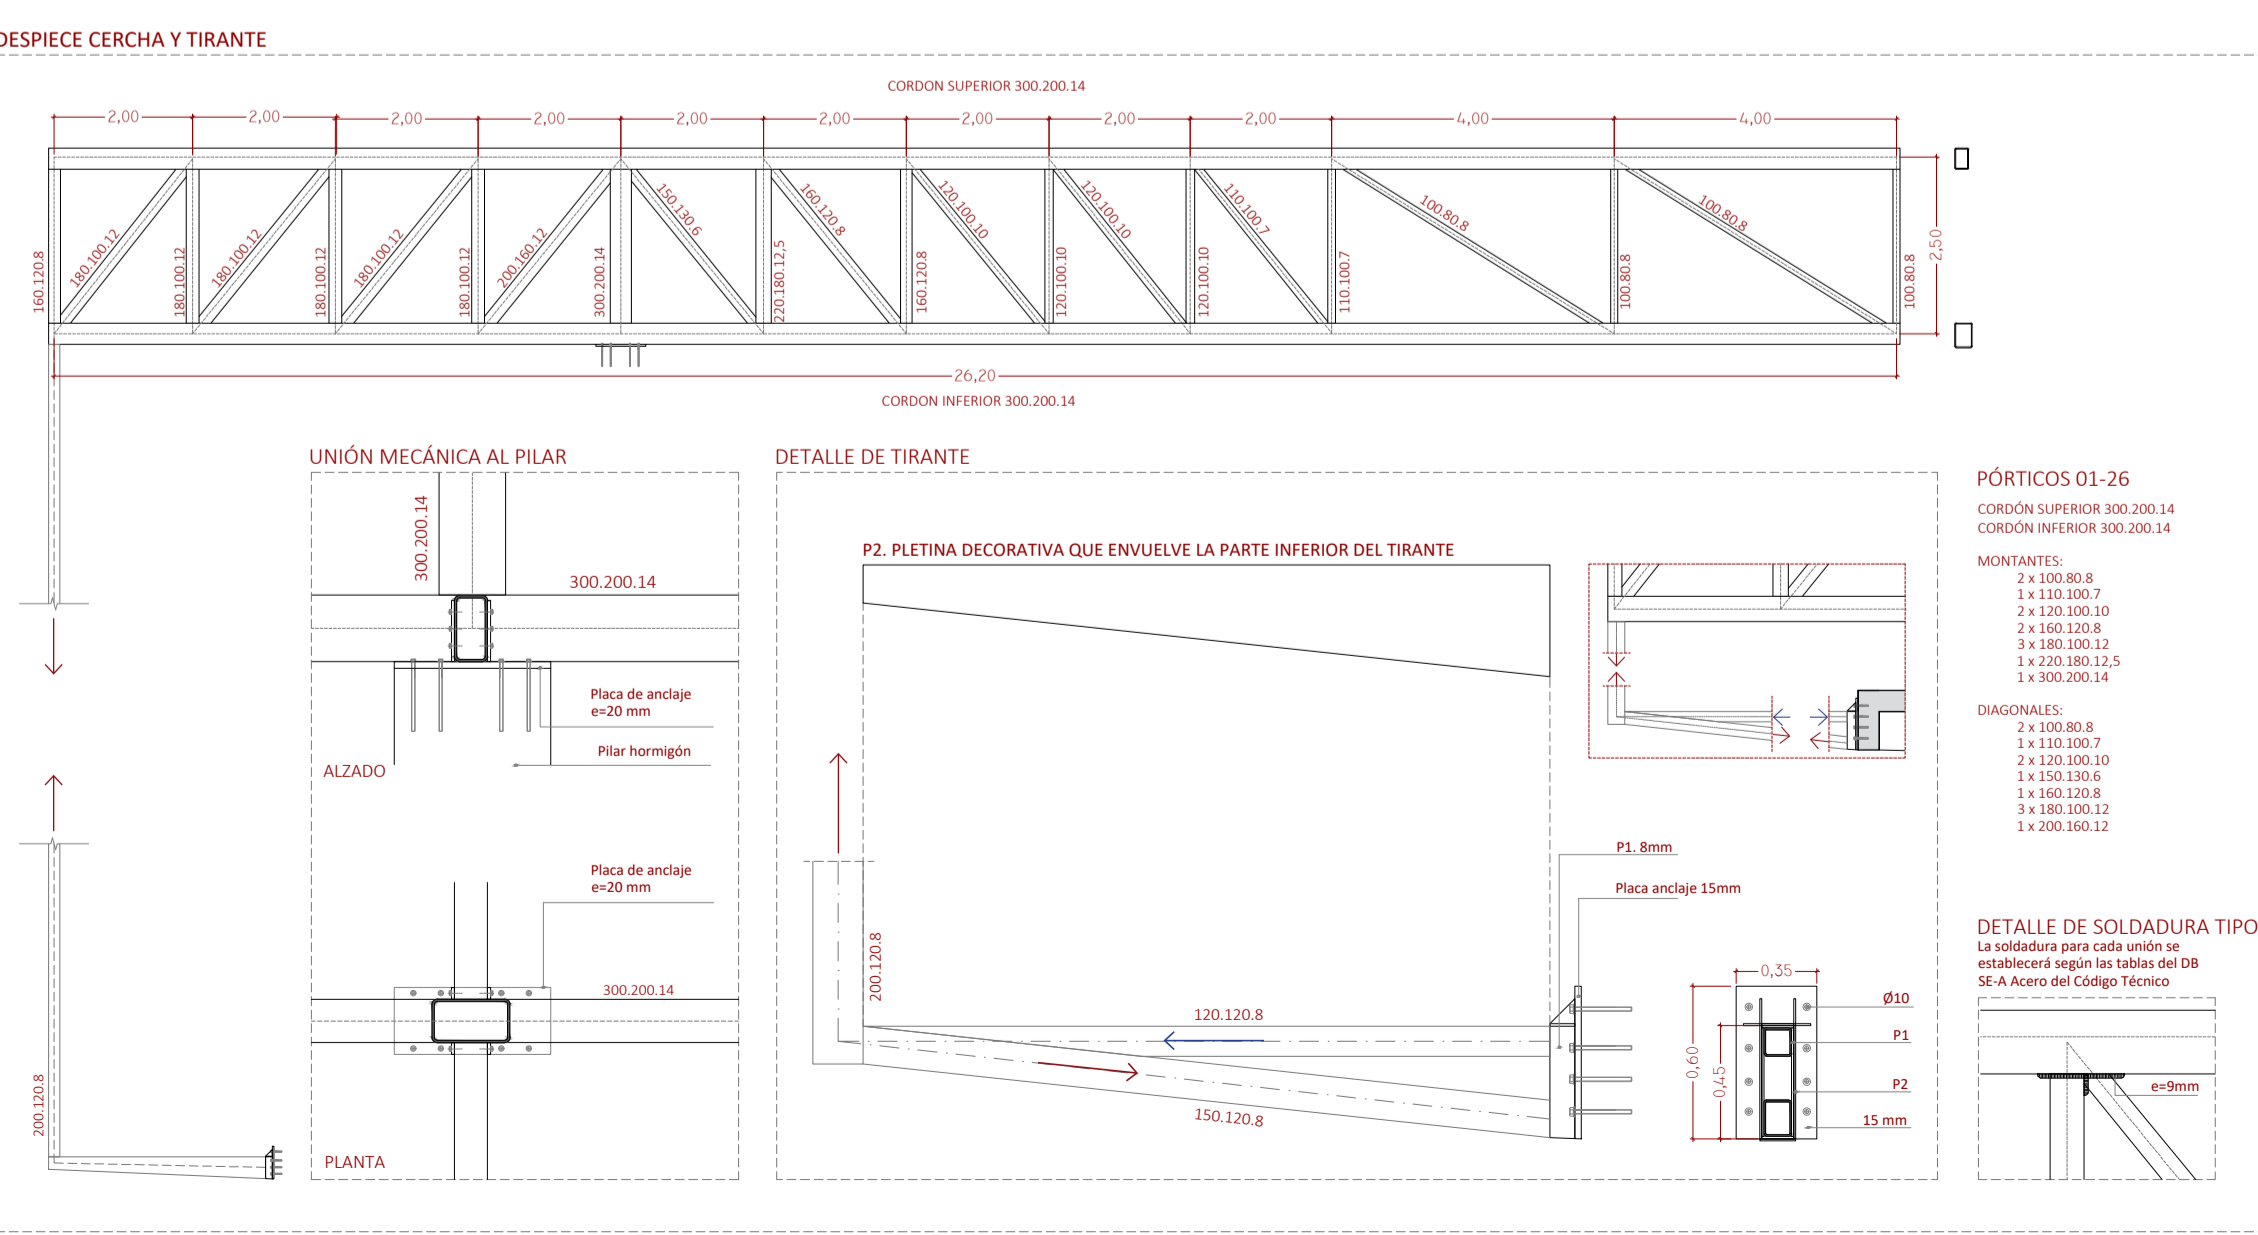 DESPIECE CERCHA Y TIRANTE
CORDON SUPERIOR 300.200.14
2,00
2,00
2,00
2,00
2,00
2,00
2,00
2,00
2,00
4,00
4,00
160.120.8
180.100.12
180.100.12
180.100.12
180.100.12
180.100.12
180.100.12
200.160.12
300.200.14
150.130.6
220.180.12,5
160.120.8
160.120.8
120.100.10
120.100.10
120.100.10
120.100.10
110.100.7
110.100.7
100.80.8
100.80.8
100.80.8
100.80.8
2,50
26,20
CORDON INFERIOR 300.200.14
200.120.8
UNIÓN MECÁNICA AL PILAR
300.200.14
300.200.14
Placa de anclaje
e=20 mm
Pilar hormigón
ALZADO
Placa de anclaje
e=20 mm
300.200.14
PLANTA
DETALLE DE TIRANTE
P2. PLETINA DECORATIVA QUE ENVUELVE LA PARTE INFERIOR DEL TIRANTE
200.120.8
120.120.8
150.120.8
P1. 8mm
Placa anclaje 15mm
0,35
0,60
0,45
Ø10
P1
P2
15 mm
PÓRTICOS 01-26
CORDÓN SUPERIOR 300.200.14
CORDÓN INFERIOR 300.200.14
MONTANTES:
2 x 100.80.8
1 x 110.100.7
2 x 120.100.10
2 x 160.120.8
3 x 180.100.12
1 x 220.180.12,5
1 x 300.200.14
DIAGONALES:
2 x 100.80.8
1 x 110.100.7
2 x 120.100.10
1 x 150.130.6
1 x 160.120.8
3 x 180.100.12
1 x 200.160.12
DETALLE DE SOLDADURA TIPO
La soldadura para cada unión se
establecerá según las tablas del DB
SE-A Acero del Código Técnico
e=9mm